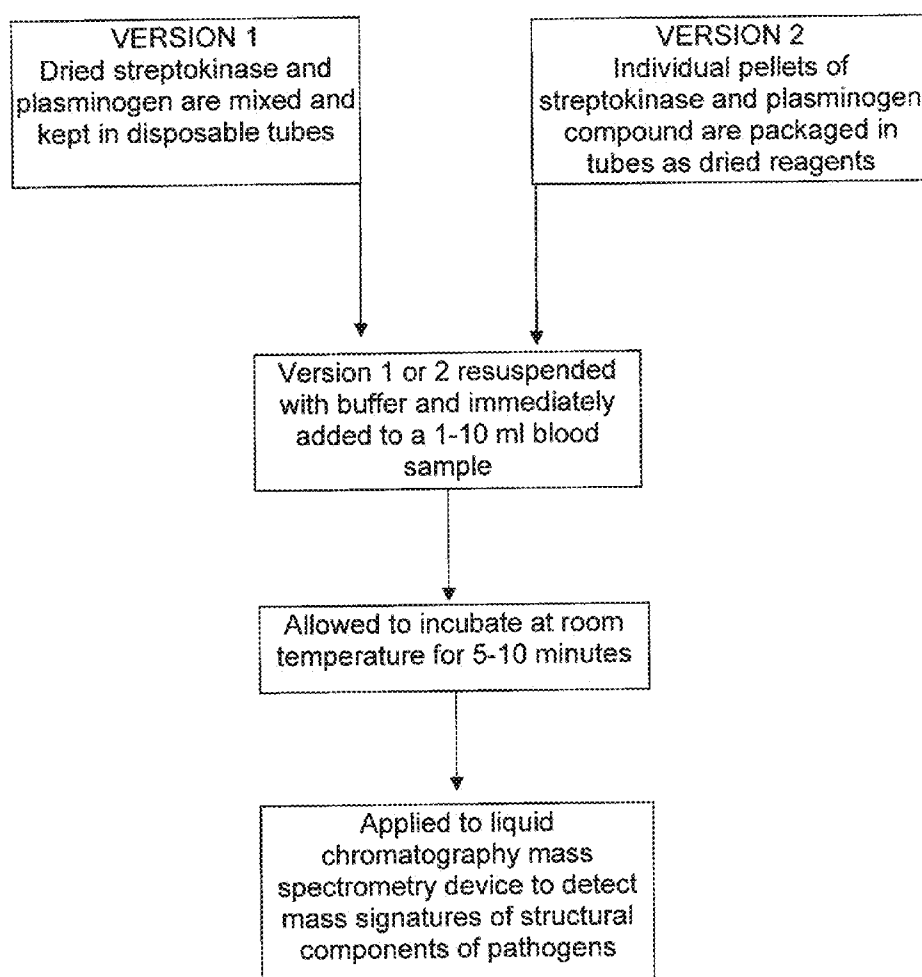 VERSION 1
Dried streptokinase and
plasminogen are mixed and
kept in disposable tubes
VERSION 2
Individual pellets of
streptokinase and plasminogen
compound are packaged in
tubes as dried reagents
Version 1 or 2 resuspended
with buffer and immediately
added to a 1-10 ml blood
sample
Allowed to incubate at room
temperature for 5-10 minutes
Applied to liquid
chromatography mass
spectrometry device to detect
mass signatures of structural
components of pathogens